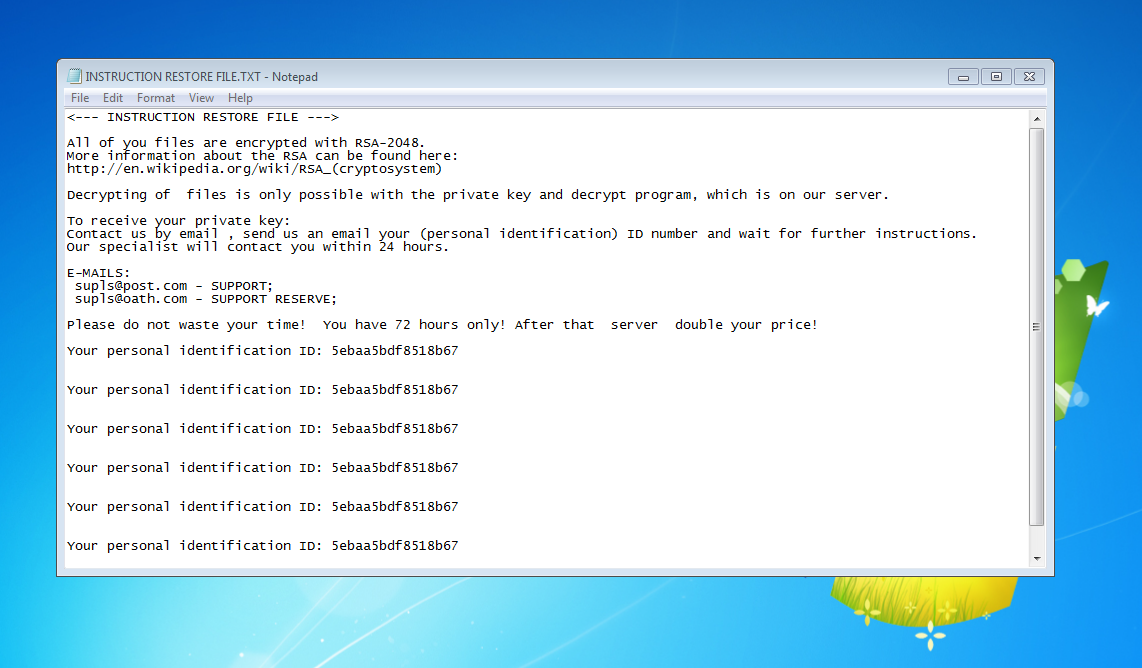 INSTRUCTION RESTORE FILE.TXT - Notepad
File Edit Format View Help
<--- INSTRUCTION RESTORE FILE --->
All of you files are encrypted with RSA-2048.
More information about the RSA can be found here:
http://en.wikipedia.org/wiki/RSA_(cryptosystem)
Decrypting of  files is only possible with the private key and decrypt program, which is on our server.
To receive your private key:
Contact us by email , send us an email your (personal identification) ID number and wait for further instructions.
Our specialist will contact you within 24 hours.
E-MAILS:
supls@post.com - SUPPORT;
supls@oath.com - SUPPORT RESERVE;
Please do not waste your time!  You have 72 hours only! After that  server  double your price!
Your personal identification ID: 5ebaa5bdf8518b67
Your personal identification ID: 5ebaa5bdf8518b67
Your personal identification ID: 5ebaa5bdf8518b67
Your personal identification ID: 5ebaa5bdf8518b67
Your personal identification ID: 5ebaa5bdf8518b67
Your personal identification ID: 5ebaa5bdf8518b67